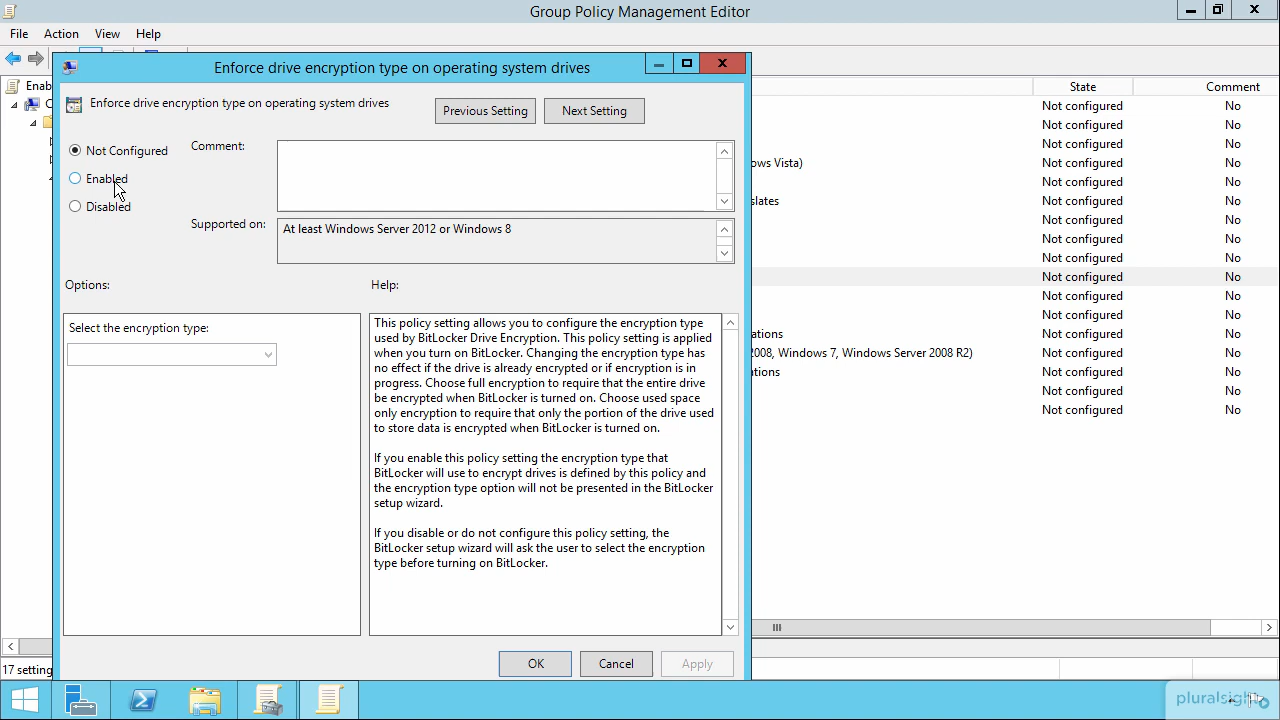 Group Policy Management Editor
File Action View Help
Enforce drive encryption type on operating system drives
Enforce drive encryption type on operating system drives
Previous Setting Next Setting
Not Configured
Enabled
Disabled
Comment:
Supported on:
At least Windows Server 2012 or Windows 8
Options:
Help:
Select the encryption type:
This policy setting allows you to configure the encryption type
used by BitLocker Drive Encryption. This policy setting is applied
when you turn on BitLocker. Changing the encryption type has
no effect if the drive is already encrypted or if encryption is in
progress. Choose full encryption to require that the entire drive
be encrypted when BitLocker is turned on. Choose used space
only encryption to require that only the portion of the drive used
to store data is encrypted when BitLocker is turned on.
If you enable this policy setting the encryption type that
BitLocker will use to encrypt drives is defined by this policy and
the encryption type option will not be presented in the BitLocker
setup wizard.
If you disable or do not configure this policy setting, the
BitLocker setup wizard will ask the user to select the encryption
type before turning on BitLocker.
OK Cancel Apply
Enab
C
State Comment
Not configured No
Not configured No
Not configured No
ows Vista) Not configured No
Not configured No
slates Not configured No
Not configured No
Not configured No
Not configured No
Not configured No
Not configured No
Not configured No
ations Not configured No
2008, Windows 7, Windows Server 2008 R2) Not configured No
ations Not configured No
Not configured No
Not configured No
17 setting
pluralsight